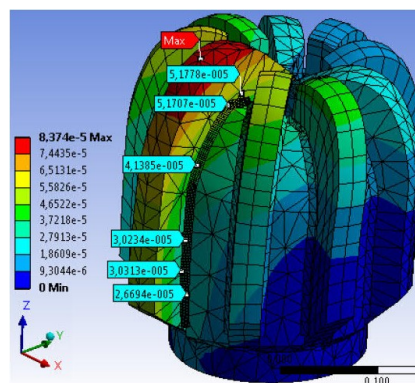 Max
5,1778e-005
5,1707e-005
8,374e-5 Max
7,4435e-5
6,5131e-5
5,5826e-5
4,6522e-5
3,7218e-5
2,7913e-5
1,8609e-5
9,3044e-6
0 Min
4,1385e-005
3,0234e-005
3,0313e-005
2,6694e-005
Z
Y
X
0.100